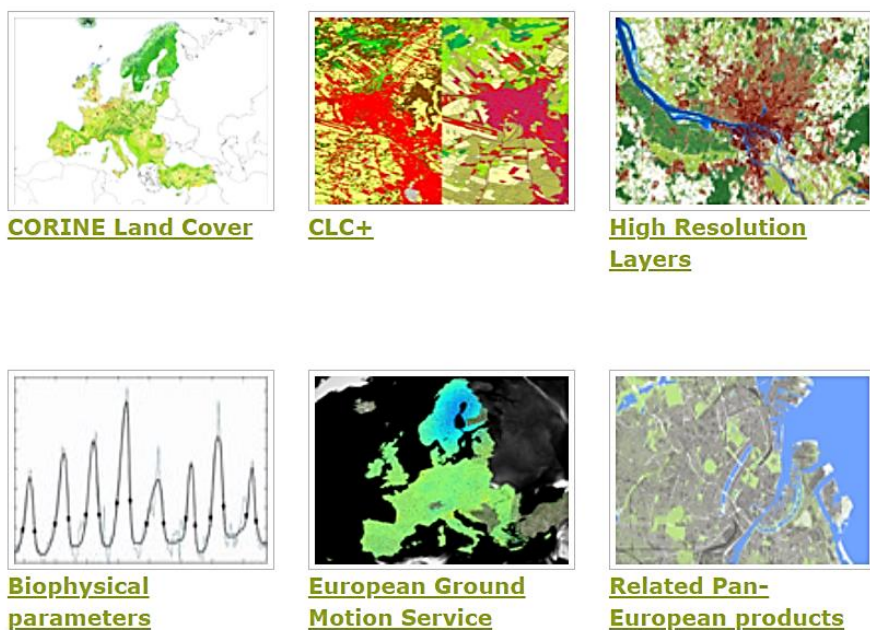 CORINE Land Cover
CLC+
High Resolution
Layers
Biophysical
parameters
European Ground
Motion Service
Related Pan-
European products